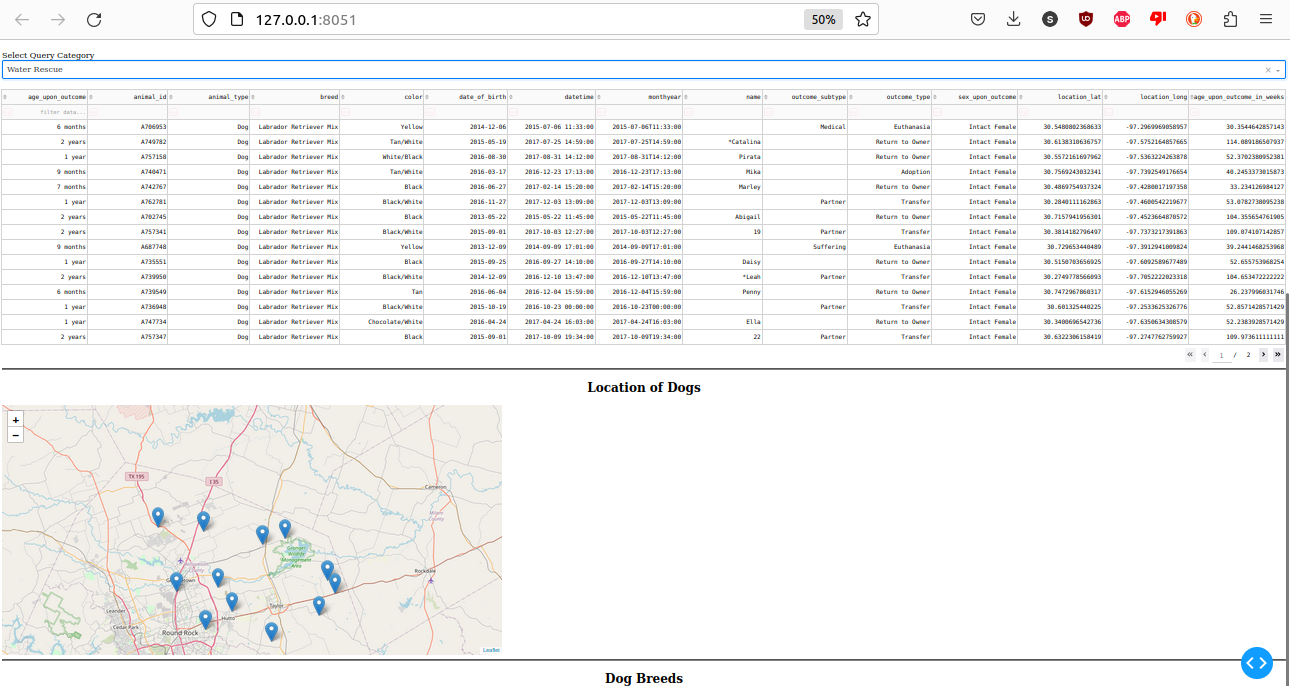 127.0.0.1:8051 50%
Select Query Category
Water Rescue
age_upon_outcome animal_id animal_type breed color date_of_birth datetime monthyear name outcome_subtype outcome_type sex_upon_outcome location_lat location_long age_upon_outcome_in_weeks
filter data...
6 months A706953 Dog Labrador Retriever Mix Yellow 2014-12-06 2015-07-06 11:33:00 2015-07-06T11:33:00 Medical Euthanasia Intact Female 30.5480802368633 -97.2969969058957 30.3544642857143
2 years A749782 Dog Labrador Retriever Mix Tan/White 2015-05-19 2017-07-25 14:59:00 2017-07-25T14:59:00 *Catalina Return to Owner Intact Female 30.6138310636757 -97.5752164857665 114.089186507937
1 year A757158 Dog Labrador Retriever Mix White/Black 2016-08-30 2017-08-31 14:12:00 2017-08-31T14:12:00 Pirata Return to Owner Intact Female 30.5572161697962 -97.5363224263878 52.3702380952381
9 months A740471 Dog Labrador Retriever Mix Tan/White 2016-03-17 2016-12-23 17:13:00 2016-12-23T17:13:00 Mika Adoption Intact Female 30.7569243032341 -97.7392549176654 40.2453373015873
7 months A742767 Dog Labrador Retriever Mix Black 2016-06-27 2017-02-14 15:20:00 2017-02-14T15:20:00 Marley Return to Owner Intact Female 30.4869754937324 -97.4280017197358 33.234126984127
1 year A762781 Dog Labrador Retriever Mix Black/White 2016-11-27 2017-12-03 13:09:00 2017-12-03T13:09:00 Partner Transfer Intact Female 30.2840111162863 -97.4600542219677 53.0782738095238
2 years A702745 Dog Labrador Retriever Mix Black 2013-05-22 2015-05-22 11:45:00 2015-05-22T11:45:00 Abigail Return to Owner Intact Female 30.7157941956301 -97.4523664870572 104.355654761905
2 years A757341 Dog Labrador Retriever Mix Black/White 2015-09-01 2017-10-03 12:27:00 2017-10-03T12:27:00 19 Partner Transfer Intact Female 30.3814182796497 -97.7373217391863 109.074107142857
9 months A687748 Dog Labrador Retriever Mix Yellow 2013-12-09 2014-09-09 17:01:00 2014-09-09T17:01:00 Suffering Euthanasia Intact Female 30.729653440489 -97.3912941009824 39.2441468253968
1 year A735551 Dog Labrador Retriever Mix Black 2015-09-25 2016-09-27 14:10:00 2016-09-27T14:10:00 Daisy Return to Owner Intact Female 30.5150703656925 -97.6092589677489 52.655753968254
2 years A739950 Dog Labrador Retriever Mix Black/White 2014-12-09 2016-12-10 13:47:00 2016-12-10T13:47:00 *Leah Partner Transfer Intact Female 30.2749778566093 -97.7052222023318 104.653472222222
6 months A739549 Dog Labrador Retriever Mix Tan 2016-06-04 2016-12-04 15:59:00 2016-12-04T15:59:00 Penny Return to Owner Intact Female 30.7472967860317 -97.6152946055269 26.237996031746
1 year A736948 Dog Labrador Retriever Mix Black/White 2015-10-19 2016-10-23 00:00:00 2016-10-23T00:00:00 Partner Transfer Intact Female 30.601325440225 -97.2533625326776 52.8571428571429
1 year A747734 Dog Labrador Retriever Mix Chocolate/White 2016-04-24 2017-04-24 16:03:00 2017-04-24T16:03:00 Ella Return to Owner Intact Female 30.3400696542736 -97.6350634308579 52.2383928571429
2 years A757347 Dog Labrador Retriever Mix Black 2015-09-01 2017-10-09 19:34:00 2017-10-09T19:34:00 22 Partner Transfer Intact Female 30.6322306158419 -97.2747762759927 109.973611111111
« ‹ 1 / 2 › »
Location of Dogs
+
−
TX 195
I 35
Cameron
Milam County
Granger Wildlife Management Area
Rockdale
Taylor
Leander
Hutto
Cedar Park
Round Rock
Leaflet
Dog Breeds